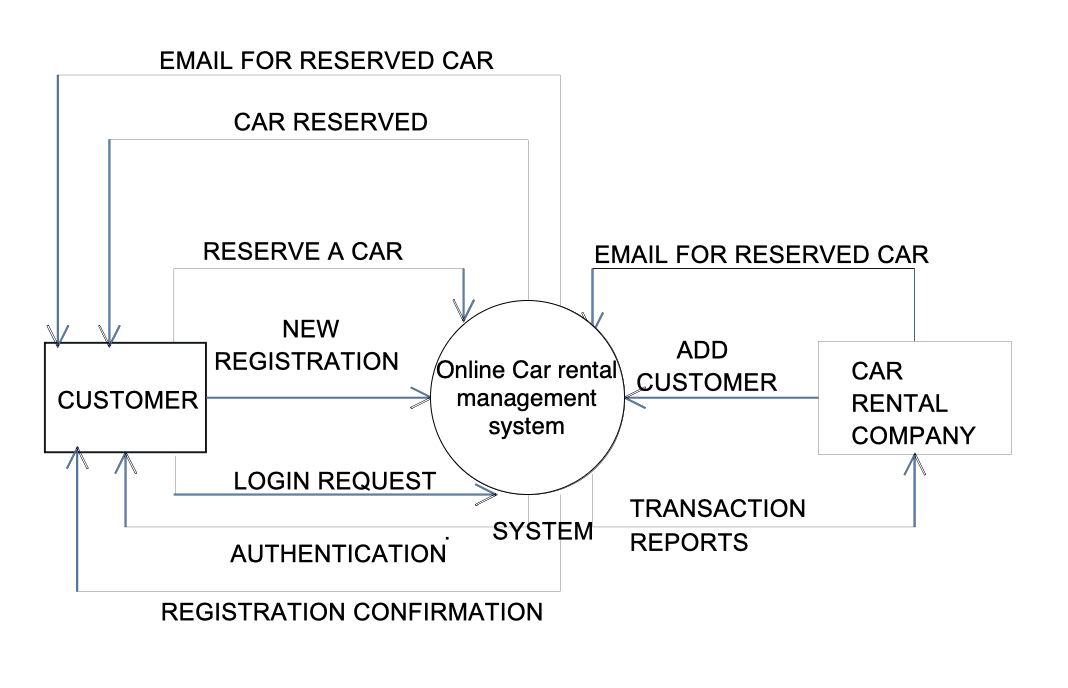 EMAIL FOR RESERVED CAR
CAR RESERVED
RESERVE A CAR
EMAIL FOR RESERVED CAR
NEW
REGISTRATION
ADD
CUSTOMER
CUSTOMER
Online Car rental
management
system
CAR
RENTAL
COMPANY
LOGIN REQUEST
SYSTEM
TRANSACTION
REPORTS
AUTHENTICATION
REGISTRATION CONFIRMATION